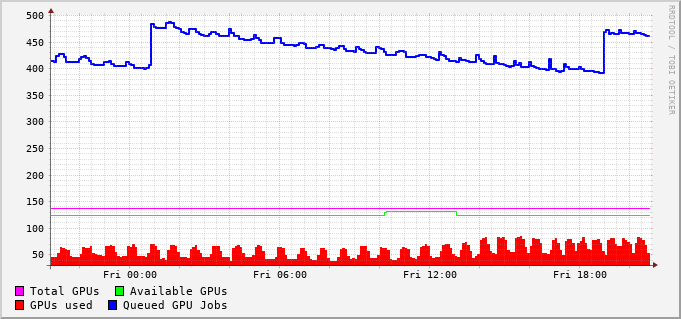 500
450
400
350
300
250
200
150
100
50
Fri 00:00 Fri 06:00 Fri 12:00 Fri 18:00
Total GPUs Available GPUs
GPUs used Queued GPU Jobs
RRDTOOL / TOBI OETIKER